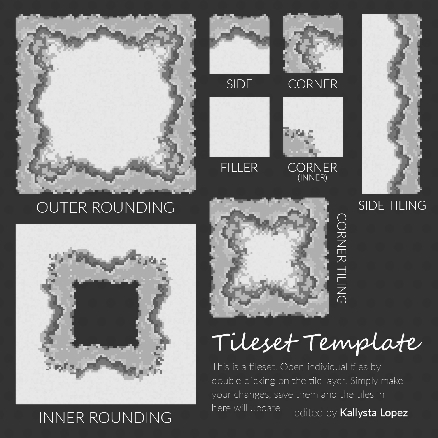 SIDE
CORNER
FILLER
CORNER
(INNER)
OUTER ROUNDING
SIDE TILING
CORNER TILING
INNER ROUNDING
Tileset Template
This is a tileset. Open individual tiles by
double clicking on the tile layer. Simply make
your changes, save them and the tiles in
here will update
edited by Kallysta Lopez